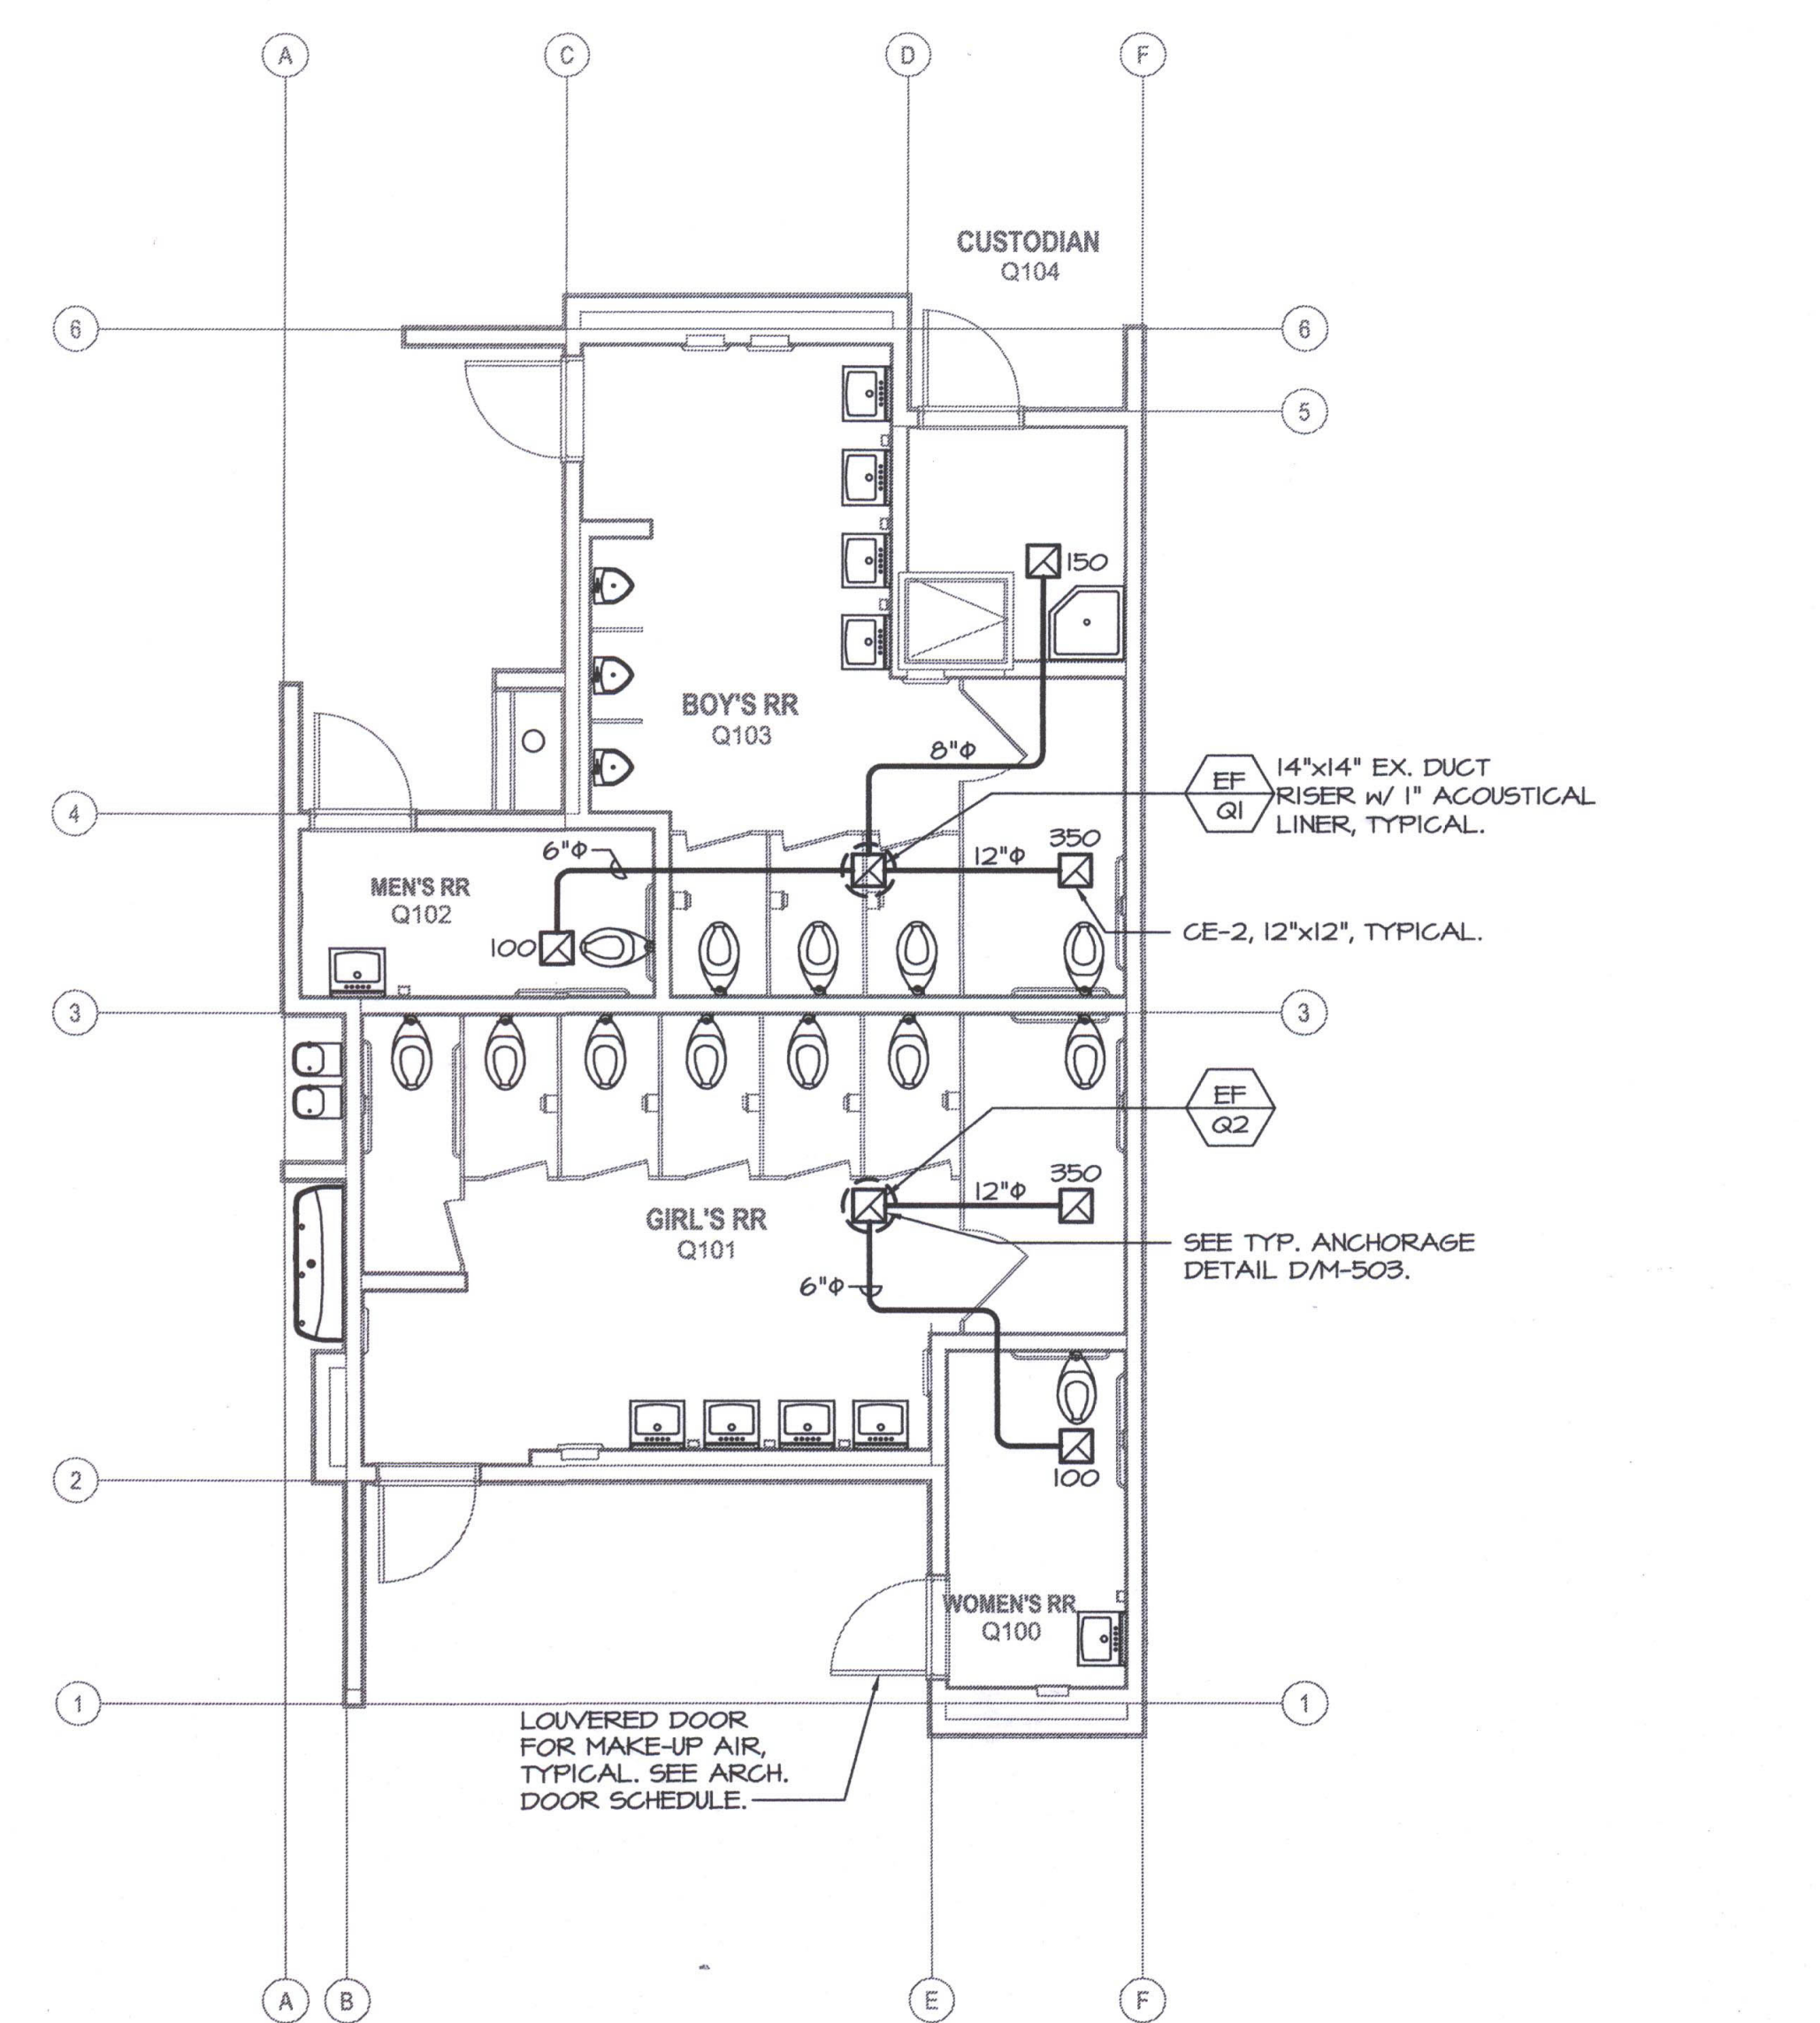 A
C
D
F
CUSTODIAN
Q104
6
6
5
150
BOY'S RR
Q103
8"Φ
EF
Q1
14"x14" EX. DUCT
RISER w/ 1" ACOUSTICAL
LINER, TYPICAL.
4
6"Φ
12"Φ
350
MEN'S RR
Q102
100
CE-2, 12"x12", TYPICAL.
3
3
EF
Q2
350
12"Φ
GIRL'S RR
Q101
SEE TYP. ANCHORAGE
DETAIL D/M-503.
6"Φ
2
100
WOMEN'S RR
Q100
1
1
LOUVERED DOOR
FOR MAKE-UP AIR,
TYPICAL. SEE ARCH.
DOOR SCHEDULE.
A
B
E
F